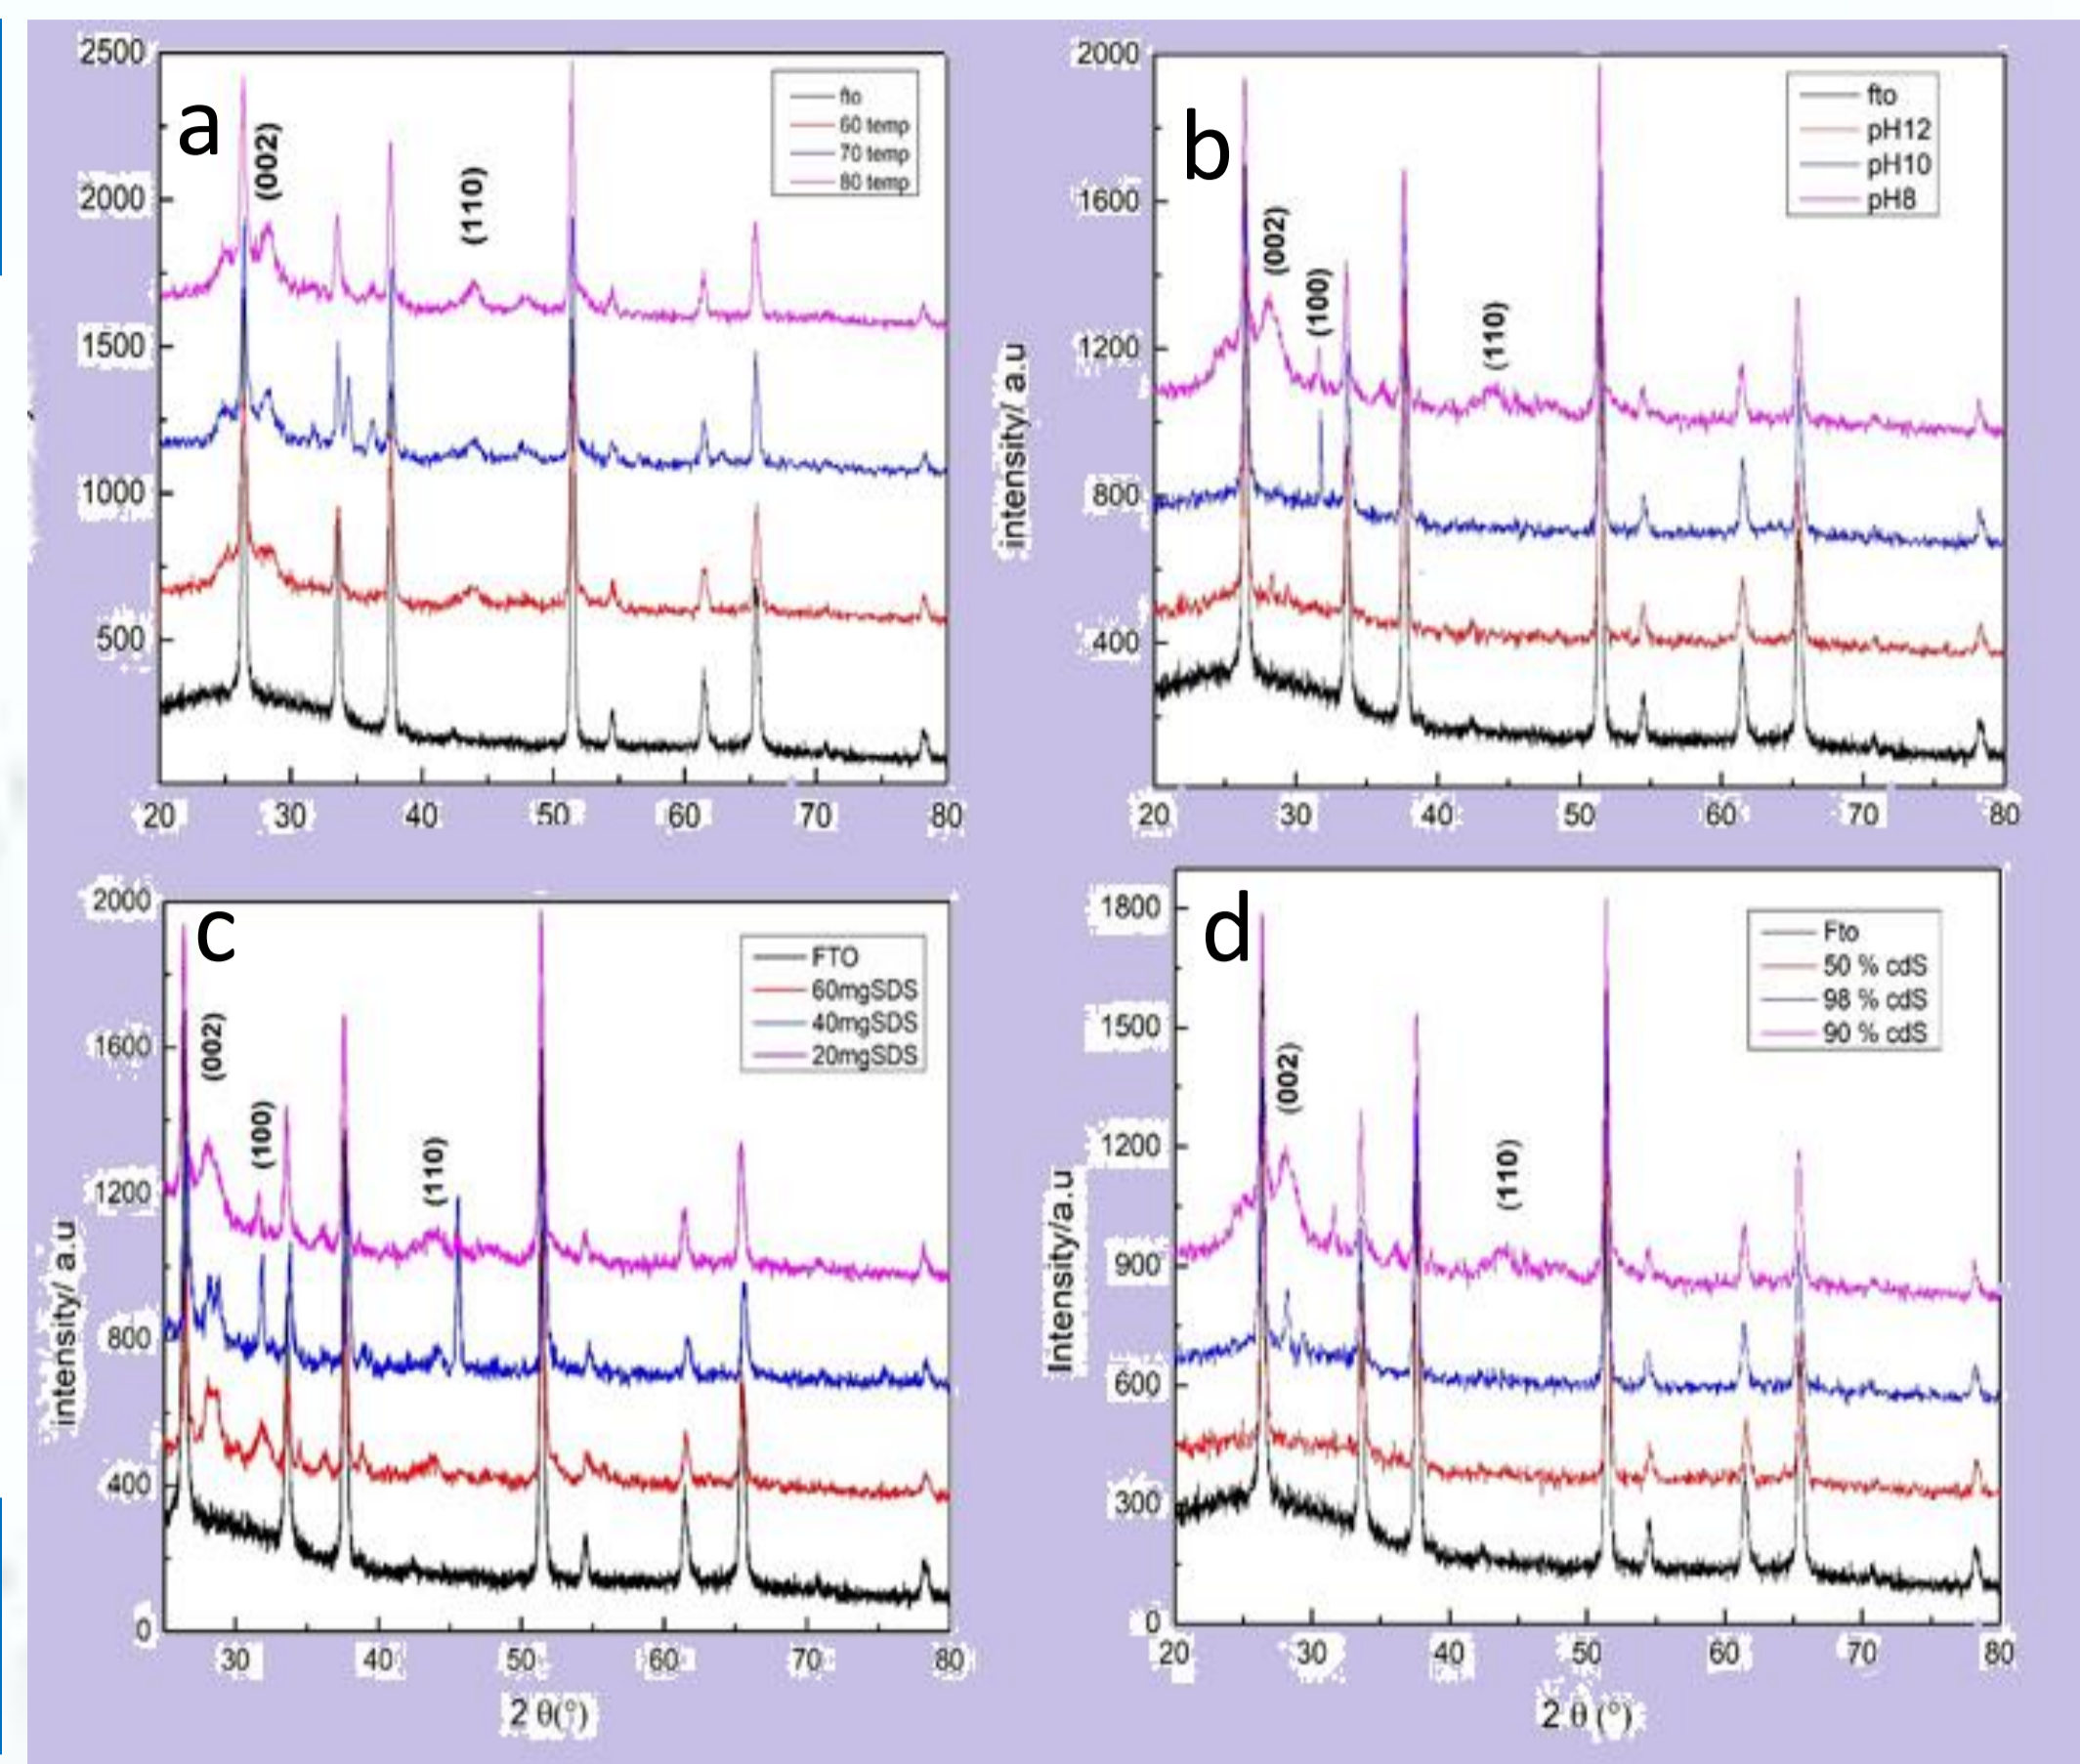 a
2500
2000
1500
1000
500
(002)
(110)
fto
60 temp
70 temp
80 temp
20 30 40 50 60 70 80
b
intensity/ a.u
2000
1600
1200
800
400
(002)
(100)
(110)
fto
pH12
pH10
pH8
20 30 40 50 60 70 80
c
intensity/ a.u
2000
1600
1200
800
400
0
(002)
(100)
(110)
FTO
60mgSDS
40mgSDS
20mgSDS
30 40 50 60 70 80
2 θ(°)
d
Intensity/a.u
1800
1500
1200
900
600
300
0
(002)
(110)
Fto
50 % cdS
98 % cdS
90 % cdS
20 30 40 50 60 70 80
2 θ (°)